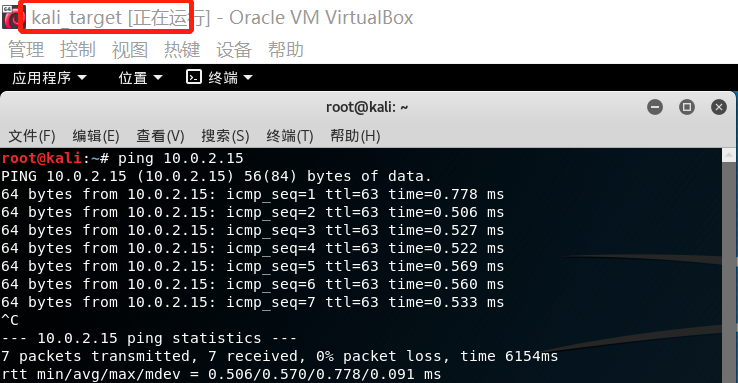 kali_target [正在运行] - Oracle VM VirtualBox
管理 控制 视图 热键 设备 帮助
应用程序 位置 终端
root@kali: ~
文件(F) 编辑(E) 查看(V) 搜索(S) 终端(T) 帮助(H)
root@kali:~# ping 10.0.2.15
PING 10.0.2.15 (10.0.2.15) 56(84) bytes of data.
64 bytes from 10.0.2.15: icmp_seq=1 ttl=63 time=0.778 ms
64 bytes from 10.0.2.15: icmp_seq=2 ttl=63 time=0.506 ms
64 bytes from 10.0.2.15: icmp_seq=3 ttl=63 time=0.527 ms
64 bytes from 10.0.2.15: icmp_seq=4 ttl=63 time=0.522 ms
64 bytes from 10.0.2.15: icmp_seq=5 ttl=63 time=0.569 ms
64 bytes from 10.0.2.15: icmp_seq=6 ttl=63 time=0.560 ms
64 bytes from 10.0.2.15: icmp_seq=7 ttl=63 time=0.533 ms
^C
--- 10.0.2.15 ping statistics ---
7 packets transmitted, 7 received, 0% packet loss, time 6154ms
rtt min/avg/max/mdev = 0.506/0.570/0.778/0.091 ms